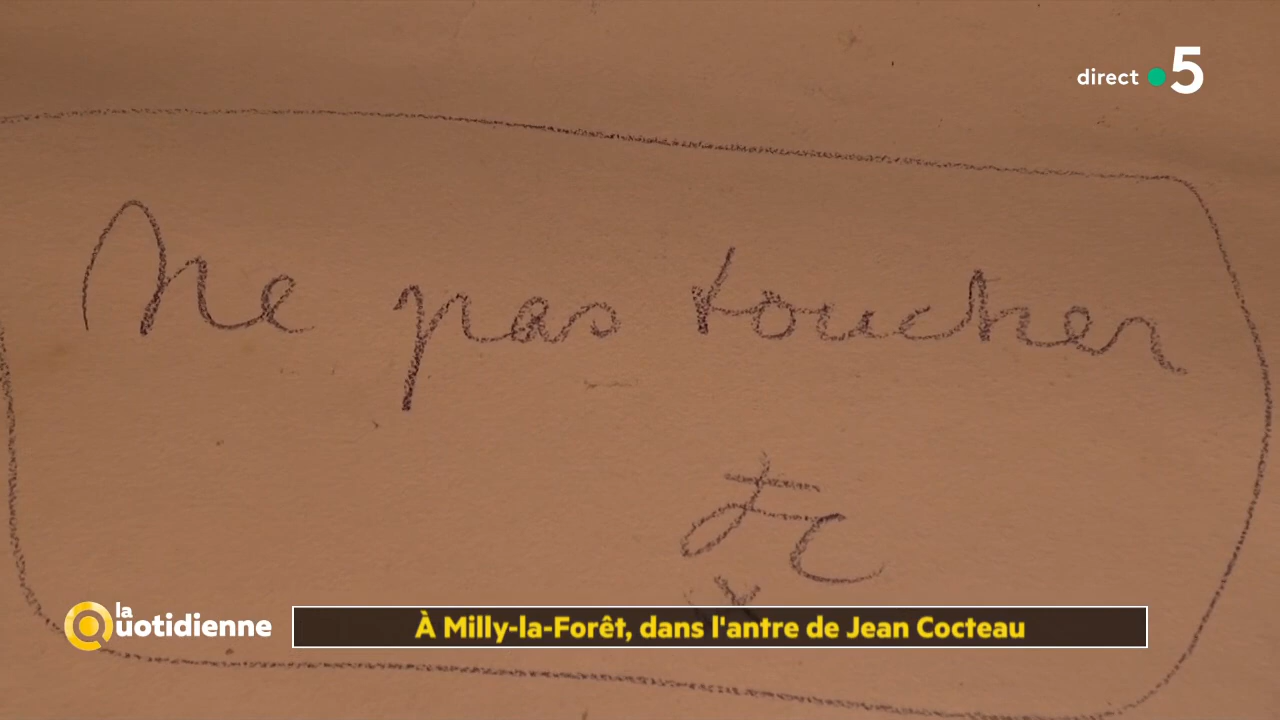 direct 5
Ne pas toucher
Jc
la
Quotidienne
À Milly-la-Forêt, dans l'antre de Jean Cocteau